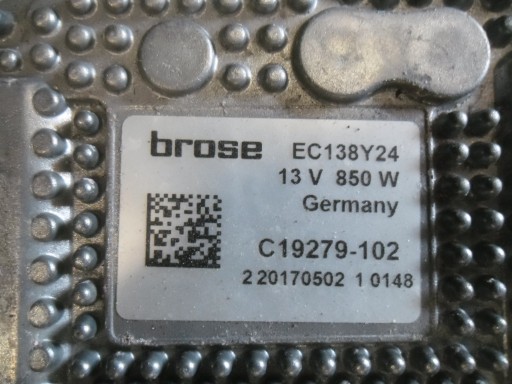 brose EC138Y24
13 V 850 W
Germany
C19279-102
2 20170502 1 0148